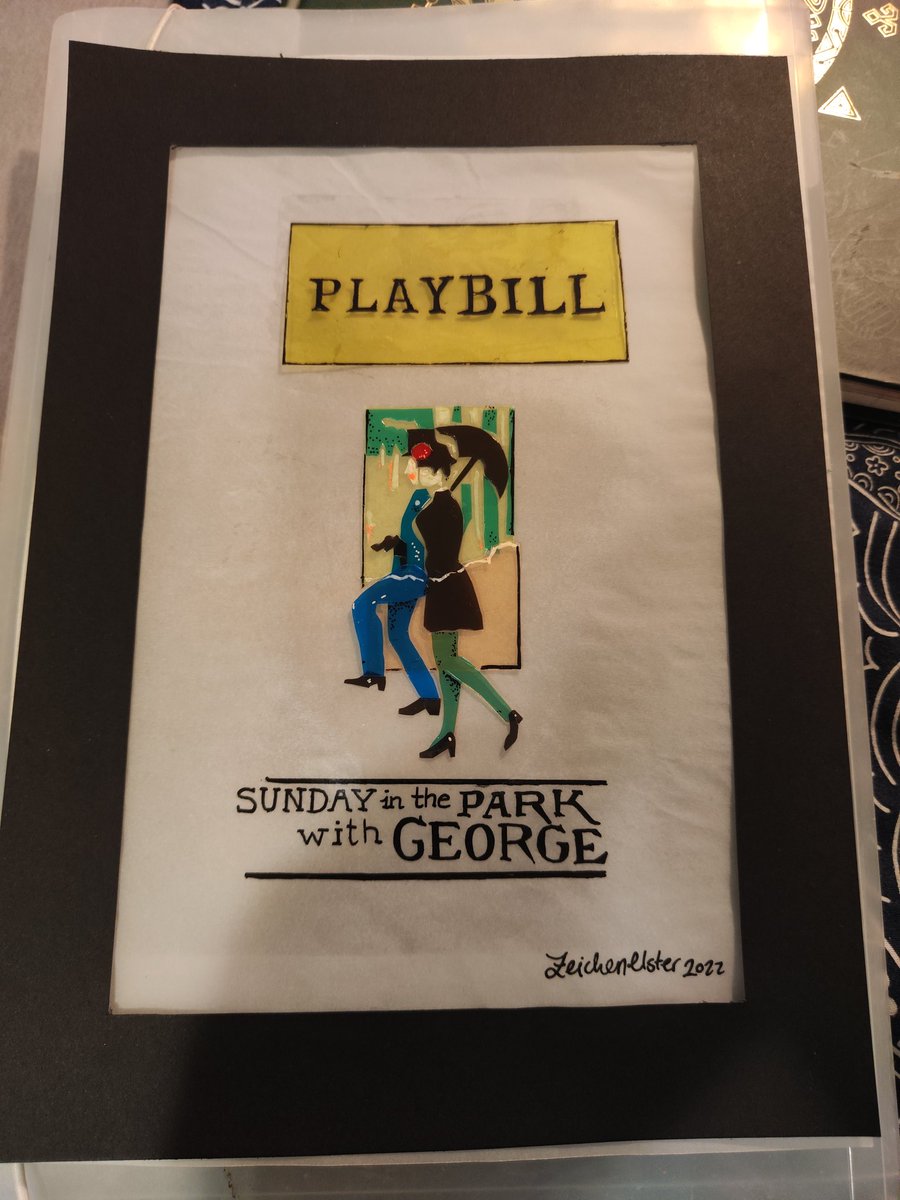 PLAYBILL
SUNDAY in the PARK
with GEORGE
Zeichenelster 2022